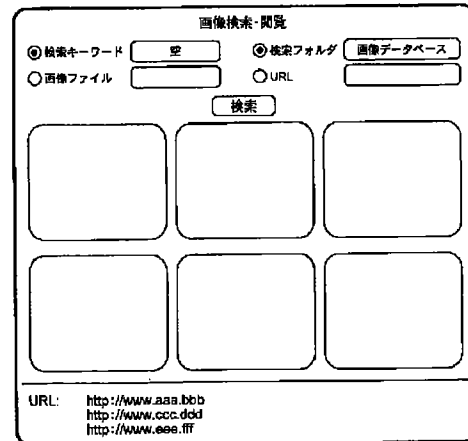 画像検索・閲覧
検索キーワード 空 検索フォルダ 画像データベース
画像ファイル URL
検索
URL: http://www.aaa.bbb
http://www.ccc.ddd
http://www.eee.fff